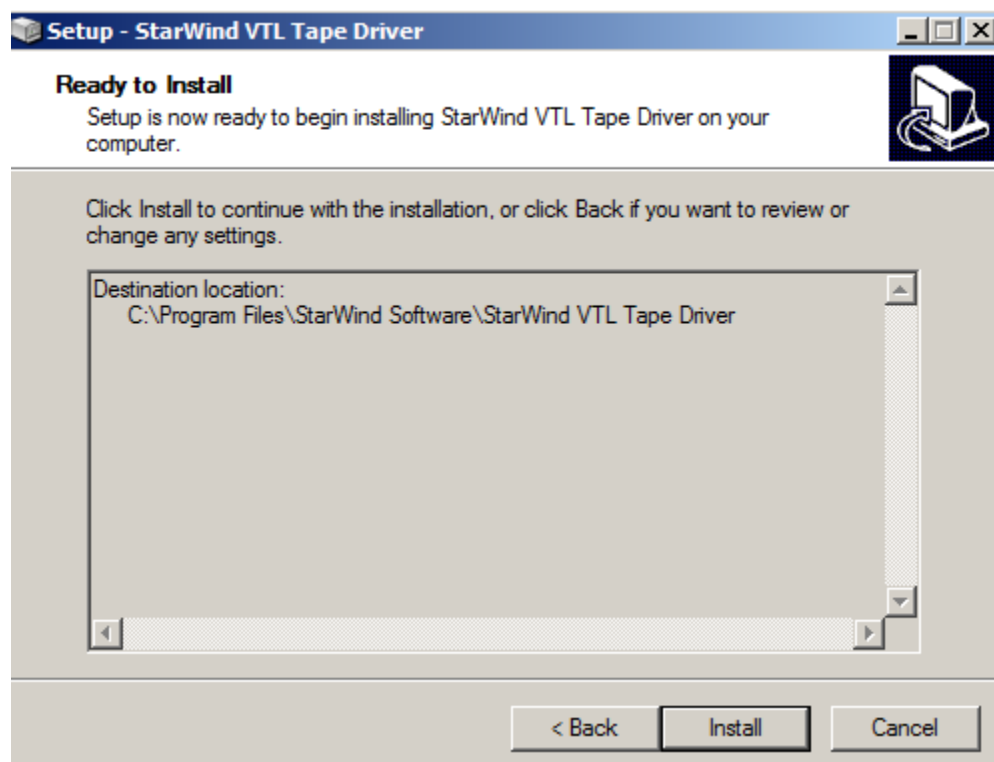 Setup - StarWind VTL Tape Driver
Ready to Install
Setup is now ready to begin installing StarWind VTL Tape Driver on your
computer.
Click Install to continue with the installation, or click Back if you want to review or
change any settings.
Destination location:
C:\Program Files\StarWind Software\StarWind VTL Tape Driver
< Back
Install
Cancel